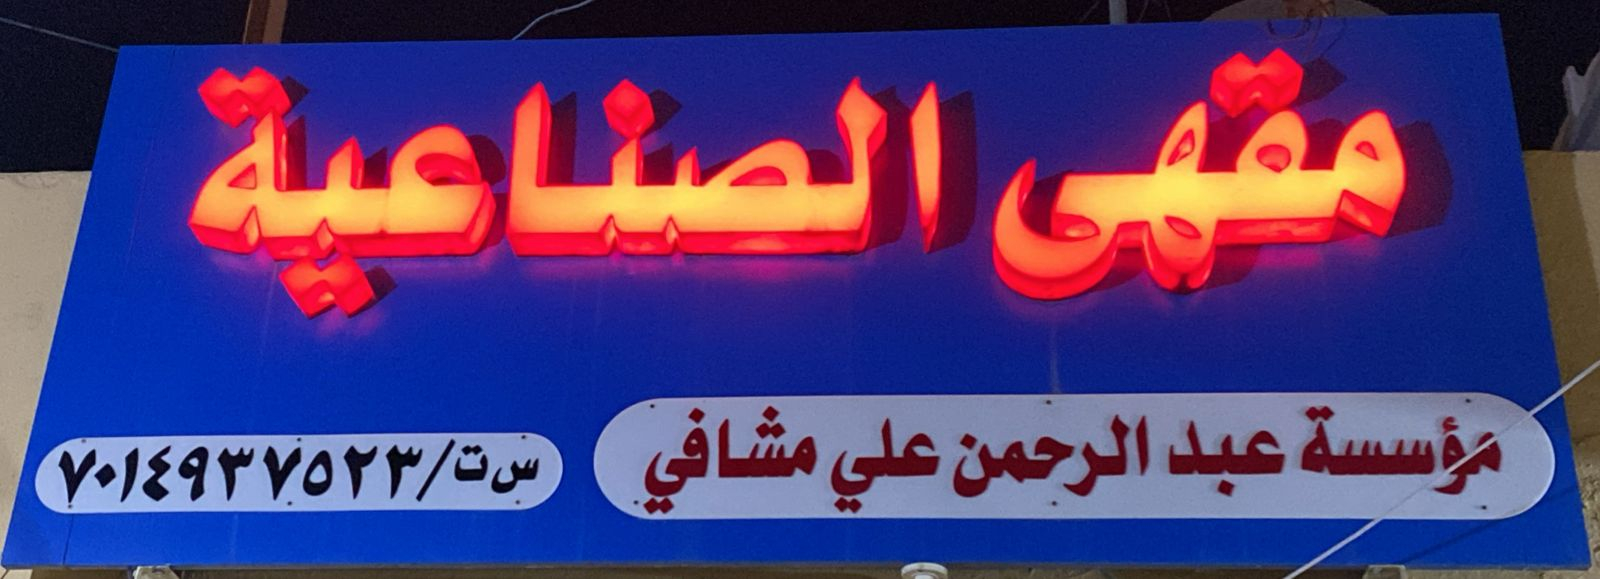 مقهى الصناعية
مؤسسة عبد الرحمن علي مشافي
س ت/٧٠١٤٩٣٧٥٢٣